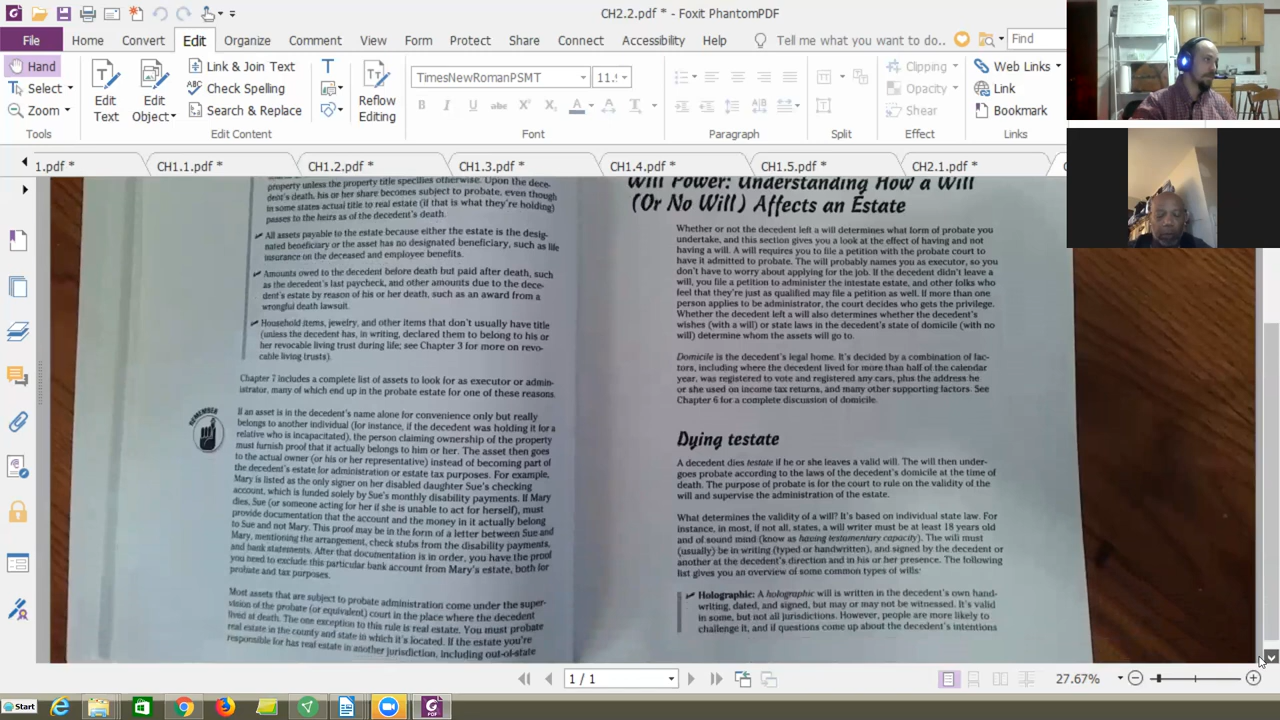 CH2.2.pdf * - Foxit PhantomPDF
File Home Convert Edit Organize Comment View Form Protect Share Connect Accessibility Help Tell me what you want to do.. Find
Hand
Select
Zoom
Tools
Edit Text
Edit Object
Link & Join Text
Check Spelling
Search & Replace
Edit Content
Reflow Editing
TimesNewRomanPSMT
Font
Paragraph
Split
Clipping
Opacity
Shear
Effect
Web Links
Link
Bookmark
Links
1.pdf * CH1.1.pdf * CH1.2.pdf * CH1.3.pdf * CH1.4.pdf * CH1.5.pdf * CH2.1.pdf *
property unless the property title specifies otherwise. Upon the dece-
dent's death, his or her share becomes subject to probate, even though
in some states actual title to real estate (if that is what they're holding)
passes to the heirs as of the decedent's death.
All assets payable to the estate because either the estate is the desig-
nated beneficiary or the asset has no designated beneficiary, such as life
insurance on the deceased and employee benefits.
Amounts owed to the decedent before death but paid after death, such
as the decedent's last paycheck, and other amounts due to the dece-
dent's estate by reason of his or her death, such as an award from a
wrongful death lawsuit.
Household items, jewelry, and other items that don't usually have title
(unless the decedent has, in writing, declared them to belong to his or
her revocable living trust during life; see Chapter 3 for more on revo-
cable living trusts).
Chapter 7 includes a complete list of assets to look for as executor or admin-
istrator, many of which end up in the probate estate for one of these reasons.
REMEMBER
If an asset is in the decedent's name alone for convenience only but really
belongs to another individual (for instance, if the decedent was holding it for a
relative who is incapacitated), the person claiming ownership of the property
must furnish proof that it actually belongs to him or her. The asset then goes
to the actual owner (or his or her representative) instead of becoming part of
the decedent's estate for administration or estate tax purposes. For example,
Mary is listed as the only signer on her disabled daughter Sue's checking
account, which is funded solely by Sue's monthly disability payments. If Mary
dies, Sue (or someone acting for her if she is unable to act for herself), must
provide documentation that the account and the money in it actually belong
to Sue and not Mary. This proof may be in the form of a letter between Sue and
Mary, mentioning the arrangement, check stubs from the disability payments,
and bank statements. After that documentation is in order, you have the proof
you need to exclude this particular bank account from Mary's estate, both for
probate and tax purposes.
Most assets that are subject to probate administration come under the super-
vision of the probate (or equivalent) court in the place where the decedent
lived at death. The one exception to this rule is real estate. You must probate
real estate in the county and state in which it's located. If the estate you're
responsible for has real estate in another jurisdiction, including out-of-state
Will Power: Understanding How a Will
(Or No Will) Affects an Estate
Whether or not the decedent left a will determines what form of probate you
undertake, and this section gives you a look at the effect of having and not
having a will. A will requires you to file a petition with the probate court to
have it admitted to probate. The will probably names you as executor, so you
don't have to worry about applying for the job. If the decedent didn't leave a
will, you file a petition to administer the intestate estate, and other folks who
feel that they're just as qualified may file a petition as well. If more than one
person applies to be administrator, the court decides who gets the privilege.
Whether the decedent left a will also determines whether the decedent's
wishes (with a will) or state laws in the decedent's state of domicile (with no
will) determine whom the assets will go to.
Domicile is the decedent's legal home. It's decided by a combination of fac-
tors, including where the decedent lived for more than half of the calendar
year, was registered to vote and registered any cars, plus the address he
or she used on income tax returns, and many other supporting factors. See
Chapter 6 for a complete discussion of domicile.
Dying testate
A decedent dies testate if he or she leaves a valid will. The will then under-
goes probate according to the laws of the decedent's domicile at the time of
death. The purpose of probate is for the court to rule on the validity of the
will and supervise the administration of the estate.
What determines the validity of a will? It's based on individual state law. For
instance, in most, if not all, states, a will writer must be at least 18 years old
and of sound mind (know as having testamentary capacity). The will must
(usually) be in writing (typed or handwritten), and signed by the decedent or
another at the decedent's direction and in his or her presence. The following
list gives you an overview of some common types of wills:
Holographic: A holographic will is written in the decedent's own hand-
writing, dated, and signed, but may or may not be witnessed. It's valid
in some, but not all jurisdictions. However, people are more likely to
challenge it, and if questions come up about the decedent's intentions
1 / 1
27.67%
Start